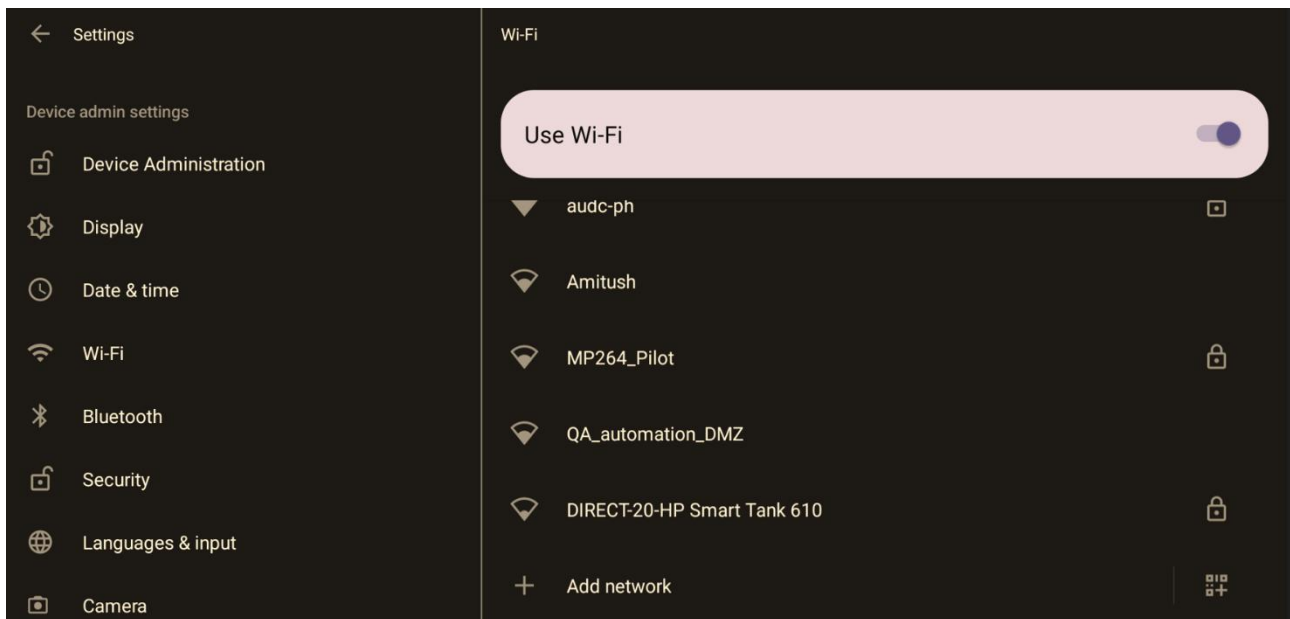 Settings
Device admin settings
Device Administration
Display
Date & time
Wi-Fi
Bluetooth
Security
Languages & input
Camera
Wi-Fi
Use Wi-Fi
audc-ph
Amitush
MP264_Pilot
QA_automation_DMZ
DIRECT-20-HP Smart Tank 610
Add network